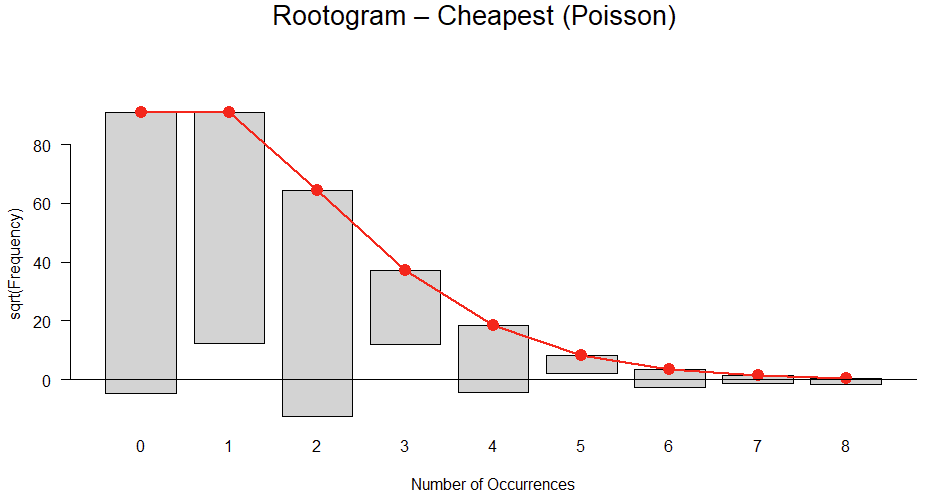 Rootogram – Cheapest (Poisson)
80
60
40
20
0
sqrt(Frequency)
0 1 2 3 4 5 6 7 8
Number of Occurrences